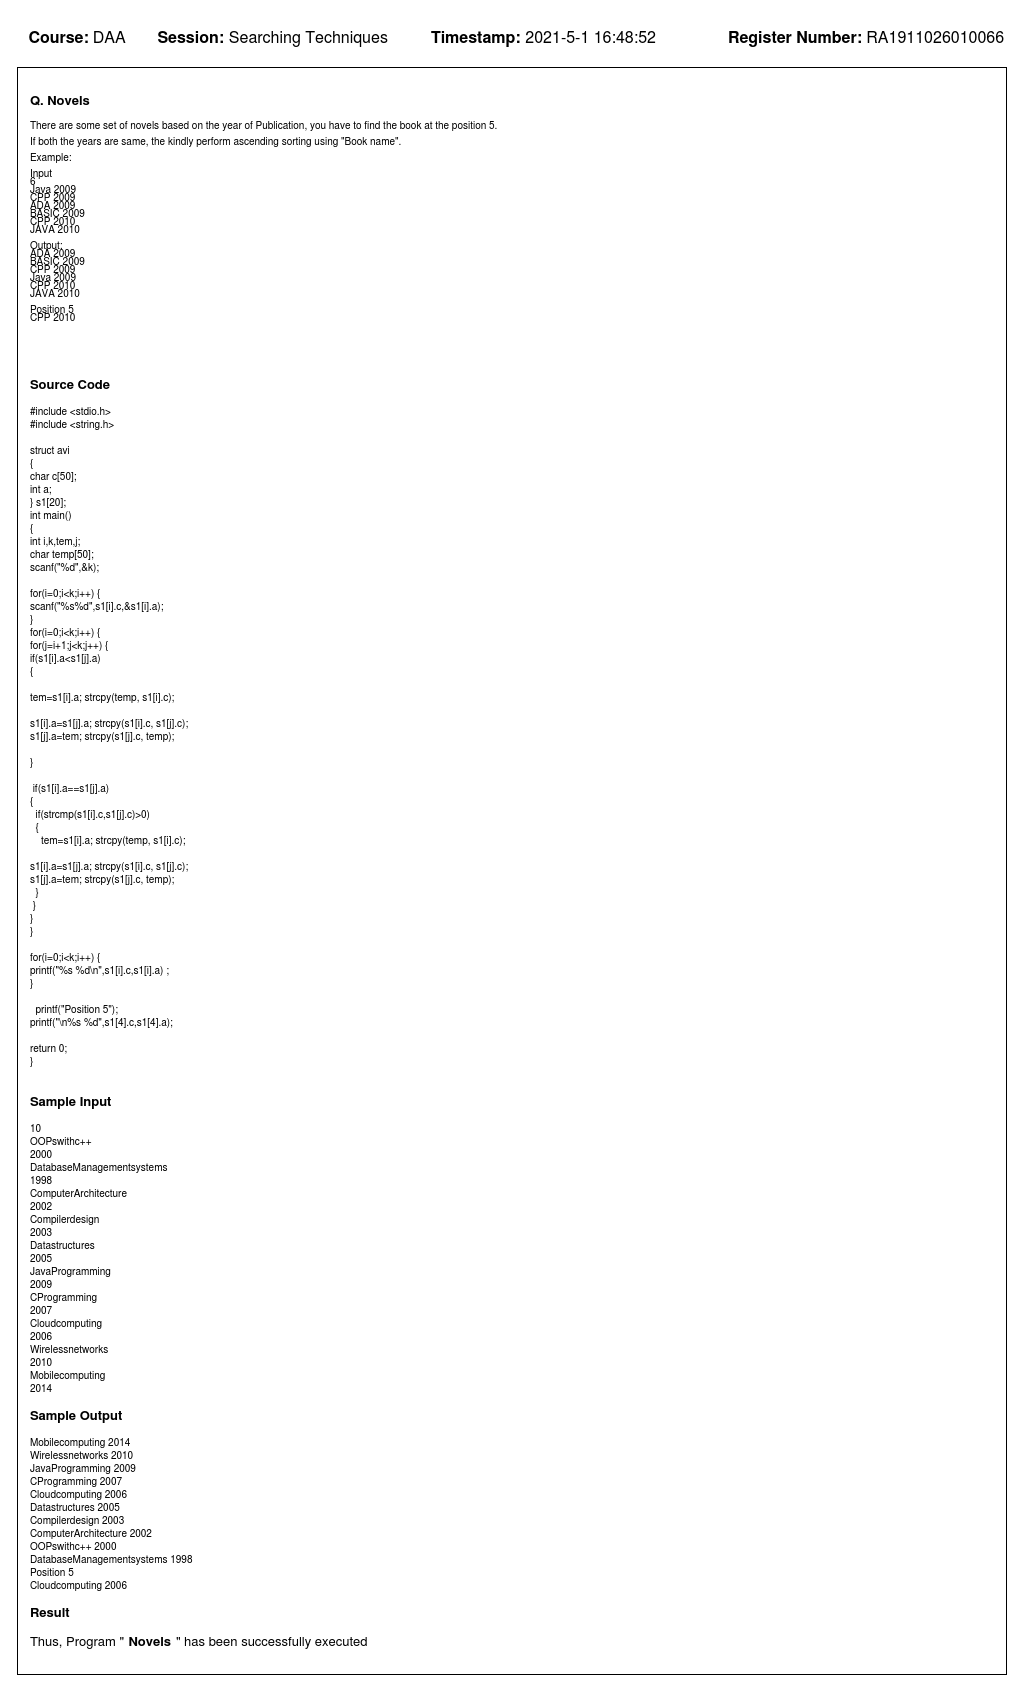 Course: DAA Session: Searching Techniques Timestamp: 2021-5-1 16:48:52 Register Number: RA1911026010066
Q. Novels
There are some set of novels based on the year of Publication, you have to find the book at the position 5.
If both the years are same, the kindly perform ascending sorting using "Book name".
Example:
Input
6
Java 2009
CPP 2009
ADA 2009
BASIC 2009
CPP 2010
JAVA 2010
Output:
ADA 2009
BASIC 2009
CPP 2009
Java 2009
CPP 2010
JAVA 2010
Position 5
CPP 2010
Source Code
#include <stdio.h>
#include <string.h>
struct avi
{
char c[50];
int a;
} s1[20];
int main()
{
int i,k,tem,j;
char temp[50];
scanf("%d",&k);
for(i=0;i<k;i++) {
scanf("%s%d",s1[i].c,&s1[i].a);
}
for(i=0;i<k;i++) {
for(j=i+1;j<k;j++) {
if(s1[i].a<s1[j].a)
{
tem=s1[i].a; strcpy(temp, s1[i].c);
s1[i].a=s1[j].a; strcpy(s1[i].c, s1[j].c);
s1[j].a=tem; strcpy(s1[j].c, temp);
}
if(s1[i].a==s1[j].a)
{
if(strcmp(s1[i].c,s1[j].c)>0)
{
tem=s1[i].a; strcpy(temp, s1[i].c);
s1[i].a=s1[j].a; strcpy(s1[i].c, s1[j].c);
s1[j].a=tem; strcpy(s1[j].c, temp);
}
}
}
}
for(i=0;i<k;i++) {
printf("%s %d\n",s1[i].c,s1[i].a) ;
}
printf("Position 5");
printf("\n%s %d",s1[4].c,s1[4].a);
return 0;
}
Sample Input
10
OOPswithc++
2000
DatabaseManagementsystems
1998
ComputerArchitecture
2002
Compilerdesign
2003
Datastructures
2005
JavaProgramming
2009
CProgramming
2007
Cloudcomputing
2006
Wirelessnetworks
2010
Mobilecomputing
2014
Sample Output
Mobilecomputing 2014
Wirelessnetworks 2010
JavaProgramming 2009
CProgramming 2007
Cloudcomputing 2006
Datastructures 2005
Compilerdesign 2003
ComputerArchitecture 2002
OOPswithc++ 2000
DatabaseManagementsystems 1998
Position 5
Cloudcomputing 2006
Result
Thus, Program " Novels " has been successfully executed